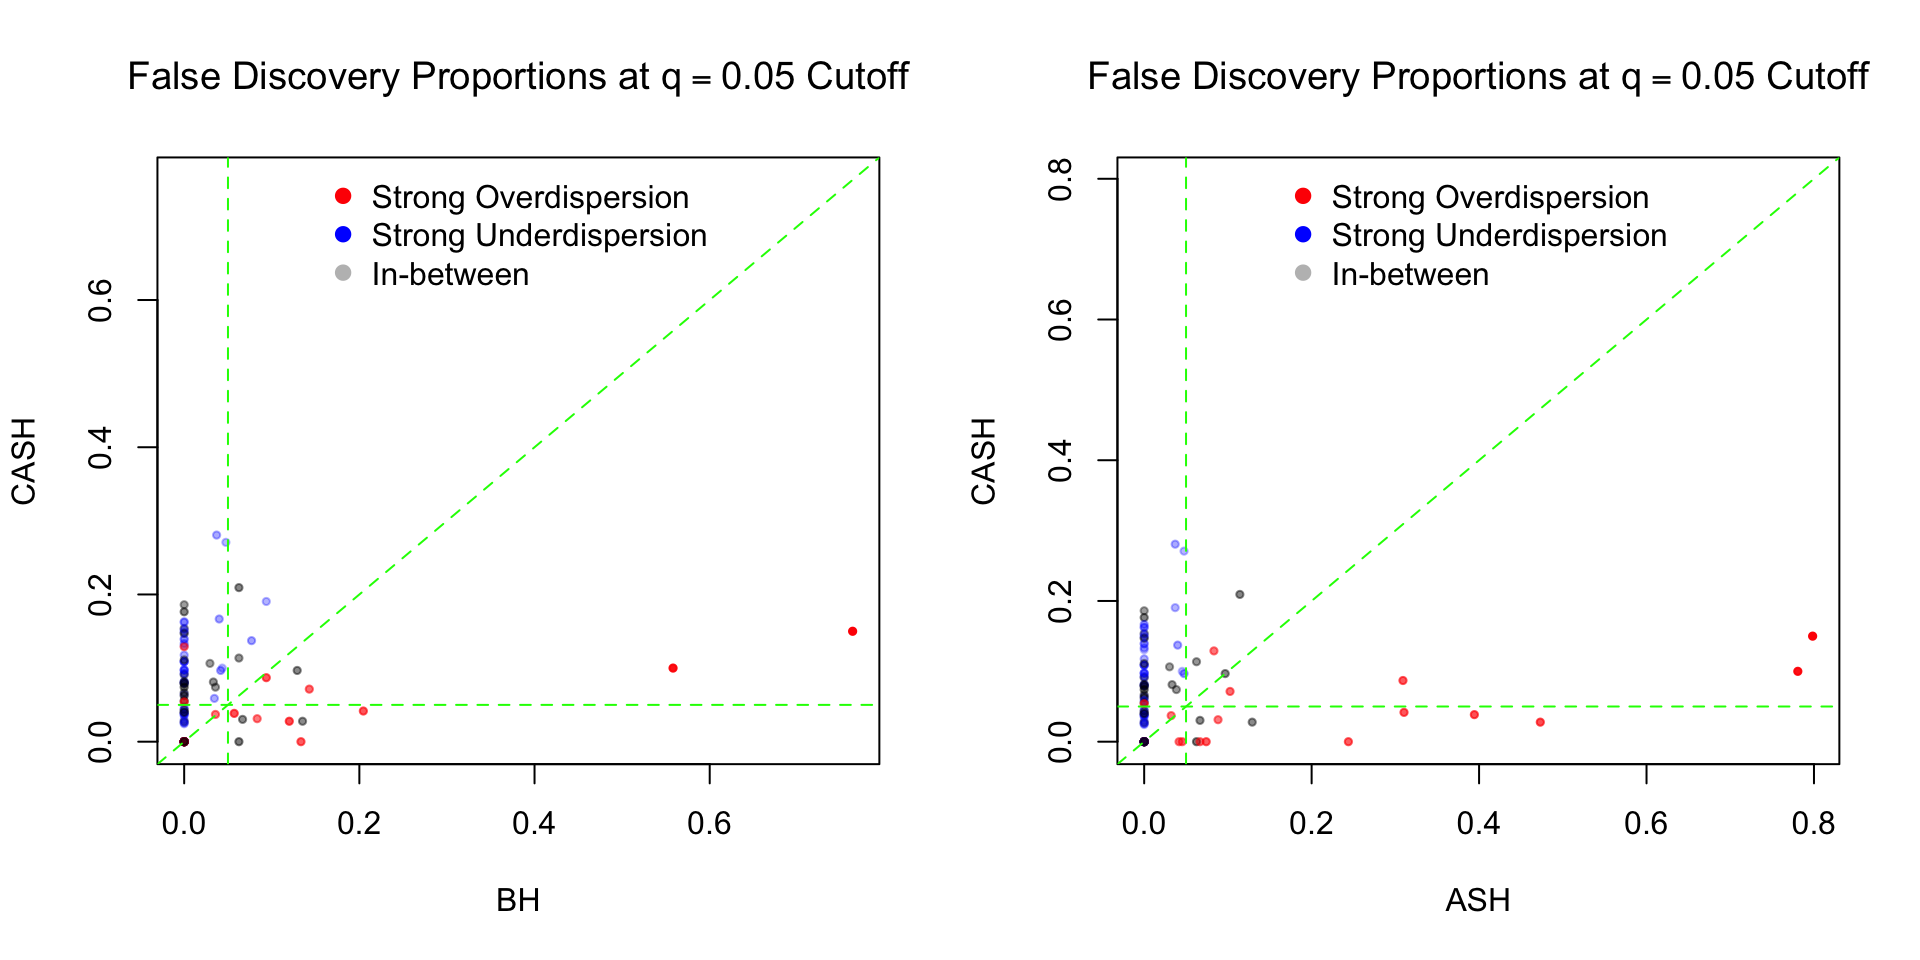 False Discovery Proportions at q = 0.05 Cutoff
Strong Overdispersion
Strong Underdispersion
In-between
CASH
0.0
0.2
0.4
0.6
0.0
0.2
0.4
0.6
BH
False Discovery Proportions at q = 0.05 Cutoff
Strong Overdispersion
Strong Underdispersion
In-between
CASH
0.0
0.2
0.4
0.6
0.8
0.0
0.2
0.4
0.6
0.8
ASH